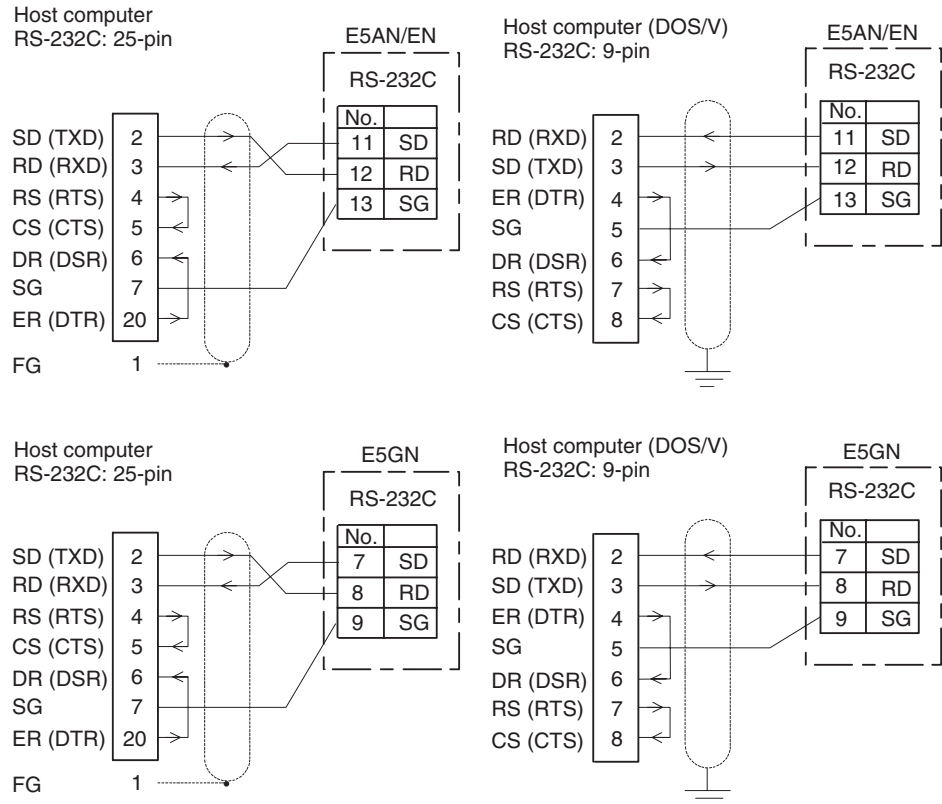 Host computer
RS-232C: 25-pin
E5AN/EN
RS-232C
No.
SD (TXD) 2 11 SD
RD (RXD) 3 12 RD
RS (RTS) 4 13 SG
CS (CTS) 5
DR (DSR) 6
SG 7
ER (DTR) 20
FG 1
Host computer (DOS/V)
RS-232C: 9-pin
E5AN/EN
RS-232C
No.
RD (RXD) 2 11 SD
SD (TXD) 3 12 RD
ER (DTR) 4 13 SG
SG 5
DR (DSR) 6
RS (RTS) 7
CS (CTS) 8
Host computer
RS-232C: 25-pin
E5GN
RS-232C
No.
SD (TXD) 2 7 SD
RD (RXD) 3 8 RD
RS (RTS) 4 9 SG
CS (CTS) 5
DR (DSR) 6
SG 7
ER (DTR) 20
FG 1
Host computer (DOS/V)
RS-232C: 9-pin
E5GN
RS-232C
No.
RD (RXD) 2 7 SD
SD (TXD) 3 8 RD
ER (DTR) 4 9 SG
SG 5
DR (DSR) 6
RS (RTS) 7
CS (CTS) 8